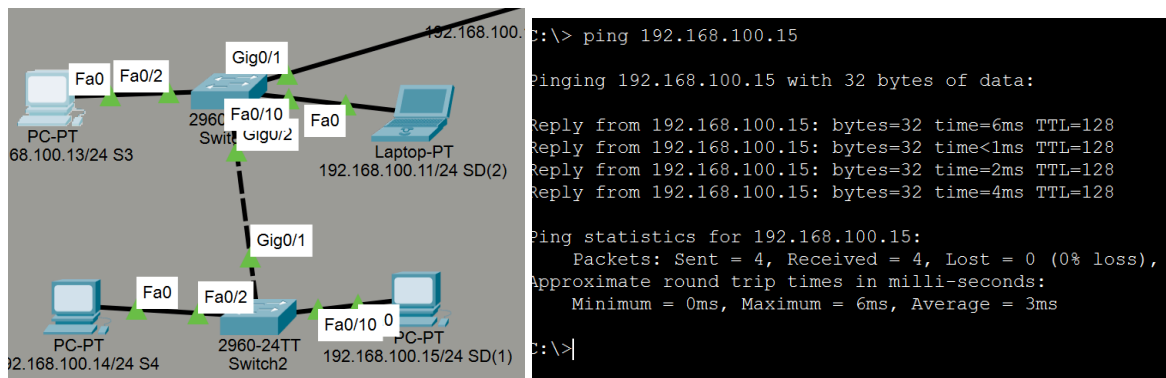 192.168.100.
Gig0/1
Fa0
Fa0/2
2960
Fa0/10
Fa0
Switc
Gig0/2
PC-PT
68.100.13/24 S3
Laptop-PT
192.168.100.11/24 SD(2)
Gig0/1
Fa0
Fa0/2
Fa0/10
0
PC-PT
92.168.100.14/24 S4
2960-24TT
Switch2
PC-PT
192.168.100.15/24 SD(1)
C:\> ping 192.168.100.15
Pinging 192.168.100.15 with 32 bytes of data:
Reply from 192.168.100.15: bytes=32 time=6ms TTL=128
Reply from 192.168.100.15: bytes=32 time<1ms TTL=128
Reply from 192.168.100.15: bytes=32 time=2ms TTL=128
Reply from 192.168.100.15: bytes=32 time=4ms TTL=128
Ping statistics for 192.168.100.15:
Packets: Sent = 4, Received = 4, Lost = 0 (0% loss),
Approximate round trip times in milli-seconds:
Minimum = 0ms, Maximum = 6ms, Average = 3ms
C:\>